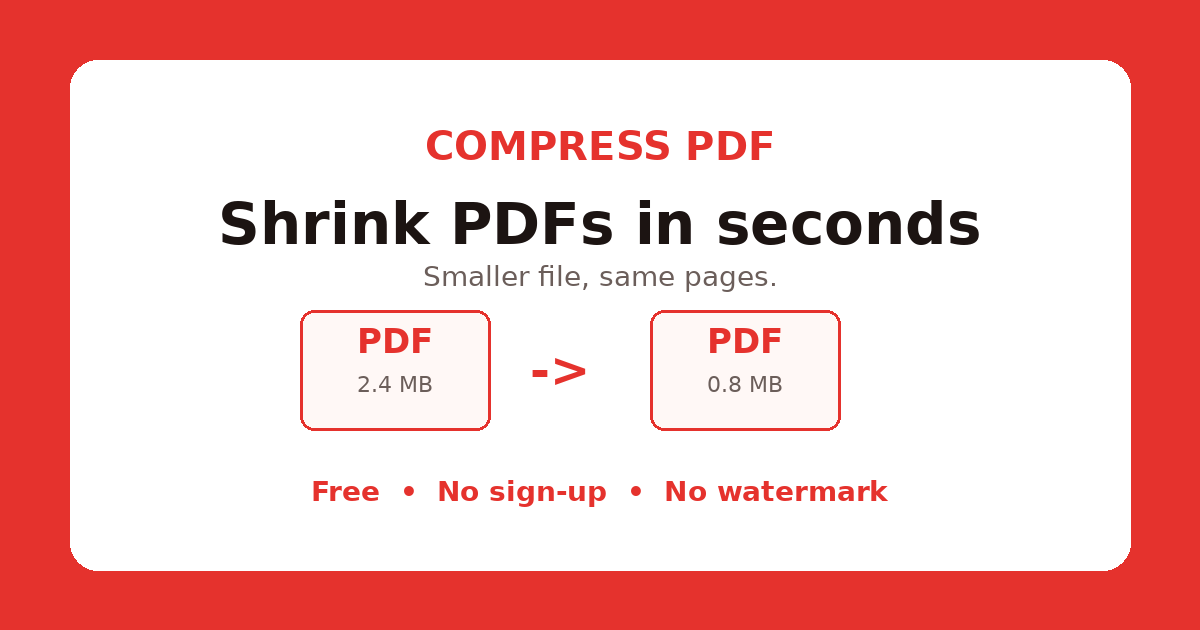 COMPRESS PDF
Shrink PDFs in seconds
Smaller file, same pages.
PDF -> PDF
2.4 MB 0.8 MB
Free • No sign-up • No watermark